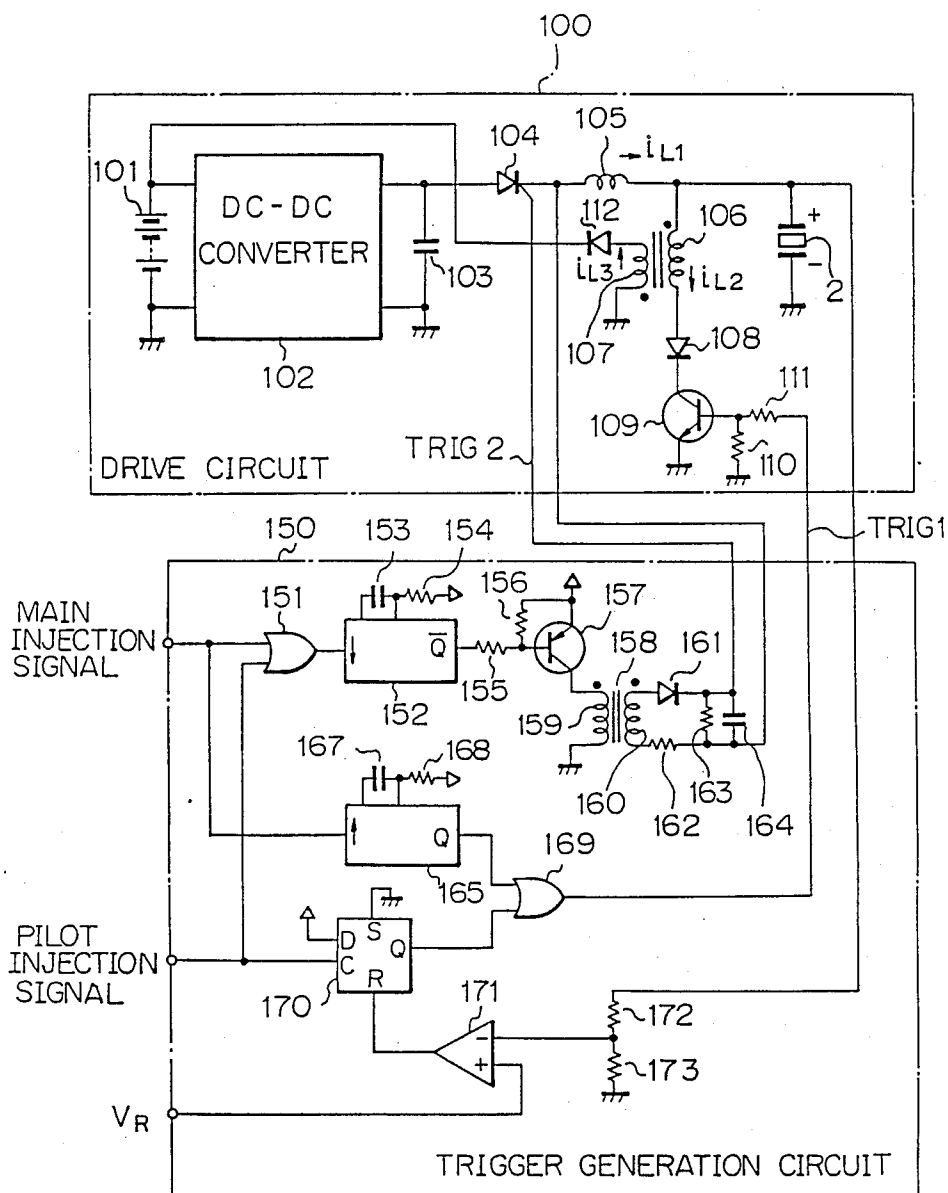 100
104
105
iL1
101
DC-DC
CONVERTER
112
106
+
103
iL3
iL2
-
2
102
107
108
111
109
110
TRIG 2
DRIVE CIRCUIT
TRIG1
150
153
154
156
157
MAIN
INJECTION
SIGNAL
151
158
161
Q
155
152
159
167
168
160
162
163
164
Q
169
165
PILOT
INJECTION
SIGNAL
D
S
Q
C
R
170
171
172
-
+
173
VR
TRIGGER GENERATION CIRCUIT